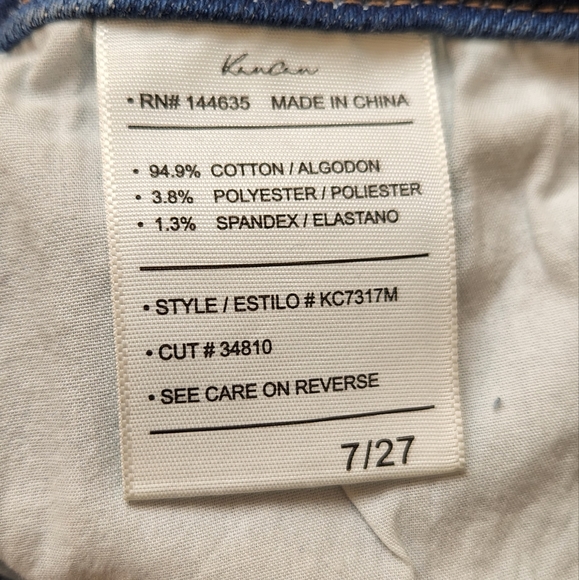 KanCan
• RN# 144635 MADE IN CHINA
• 94.9% COTTON / ALGODON
• 3.8% POLYESTER / POLIESTER
• 1.3% SPANDEX / ELASTANO
• STYLE / ESTILO # KC7317M
• CUT # 34810
• SEE CARE ON REVERSE
7/27